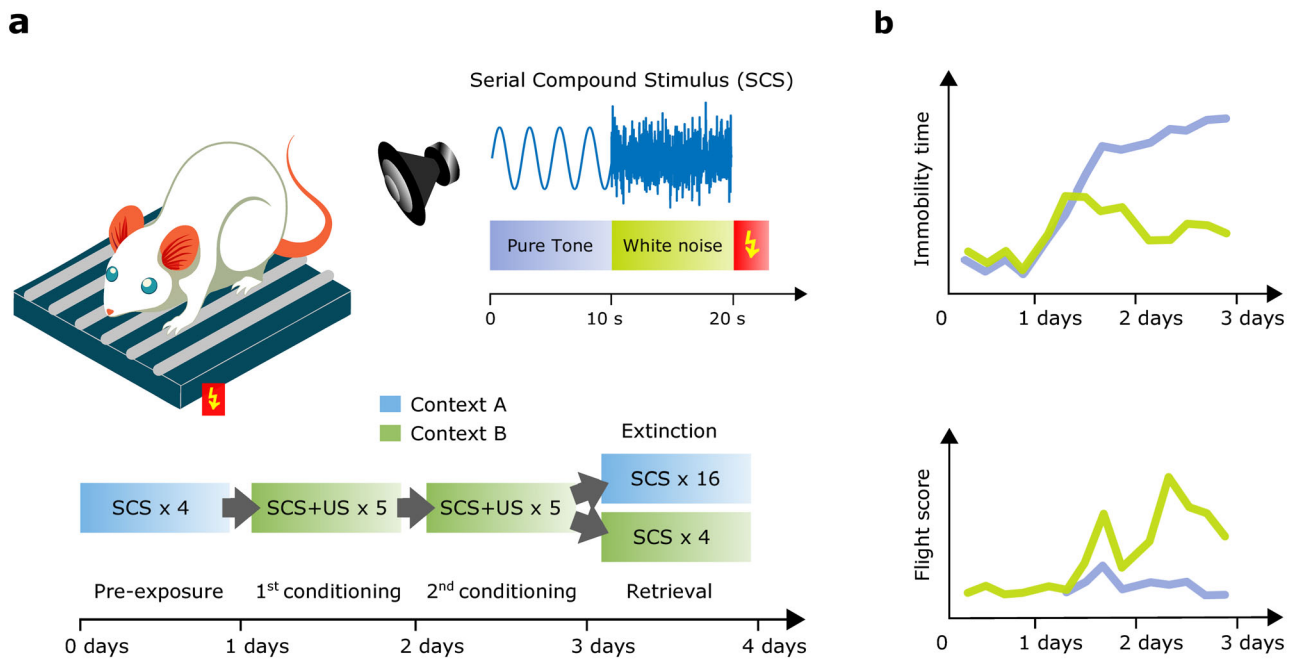 a
Serial Compound Stimulus (SCS)
Pure Tone
White noise
0
10 s
20 s
Context A
Context B
Extinction
SCS x 4
SCS+US x 5
SCS+US x 5
SCS x 16
SCS x 4
Pre-exposure
1st conditioning
2nd conditioning
Retrieval
0 days
1 days
2 days
3 days
4 days
b
Immobility time
0
1 days
2 days
3 days
Flight score
0
1 days
2 days
3 days